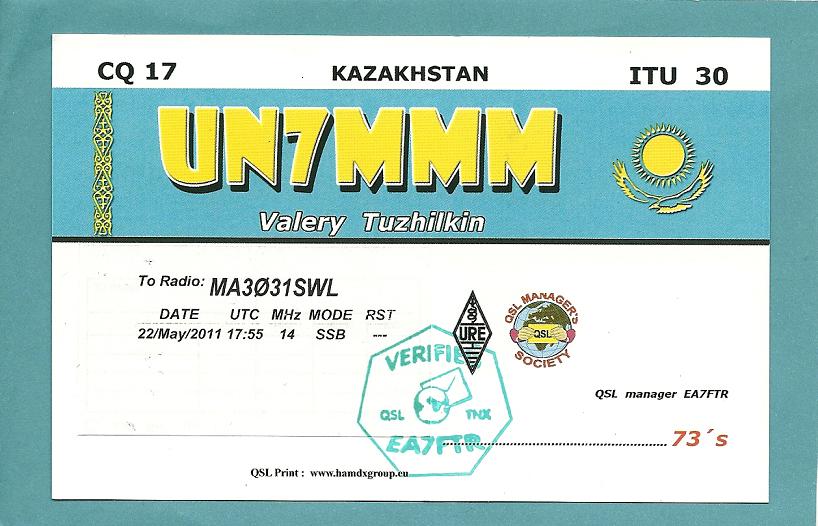 CQ 17
KAZAKHSTAN
ITU 30
UN7MMM
Valery Tuzhilkin
To Radio: MA3Ø31SWL
DATE UTC MHz MODE RST
22/May/2011 17:55 14 SSB ---
URE
QSL MANAGER'S
QSL
SOCIETY
VERIFIED
QSL TNX
EA7FTR
QSL manager EA7FTR
73´s
QSL Print : www.hamdxgroup.eu